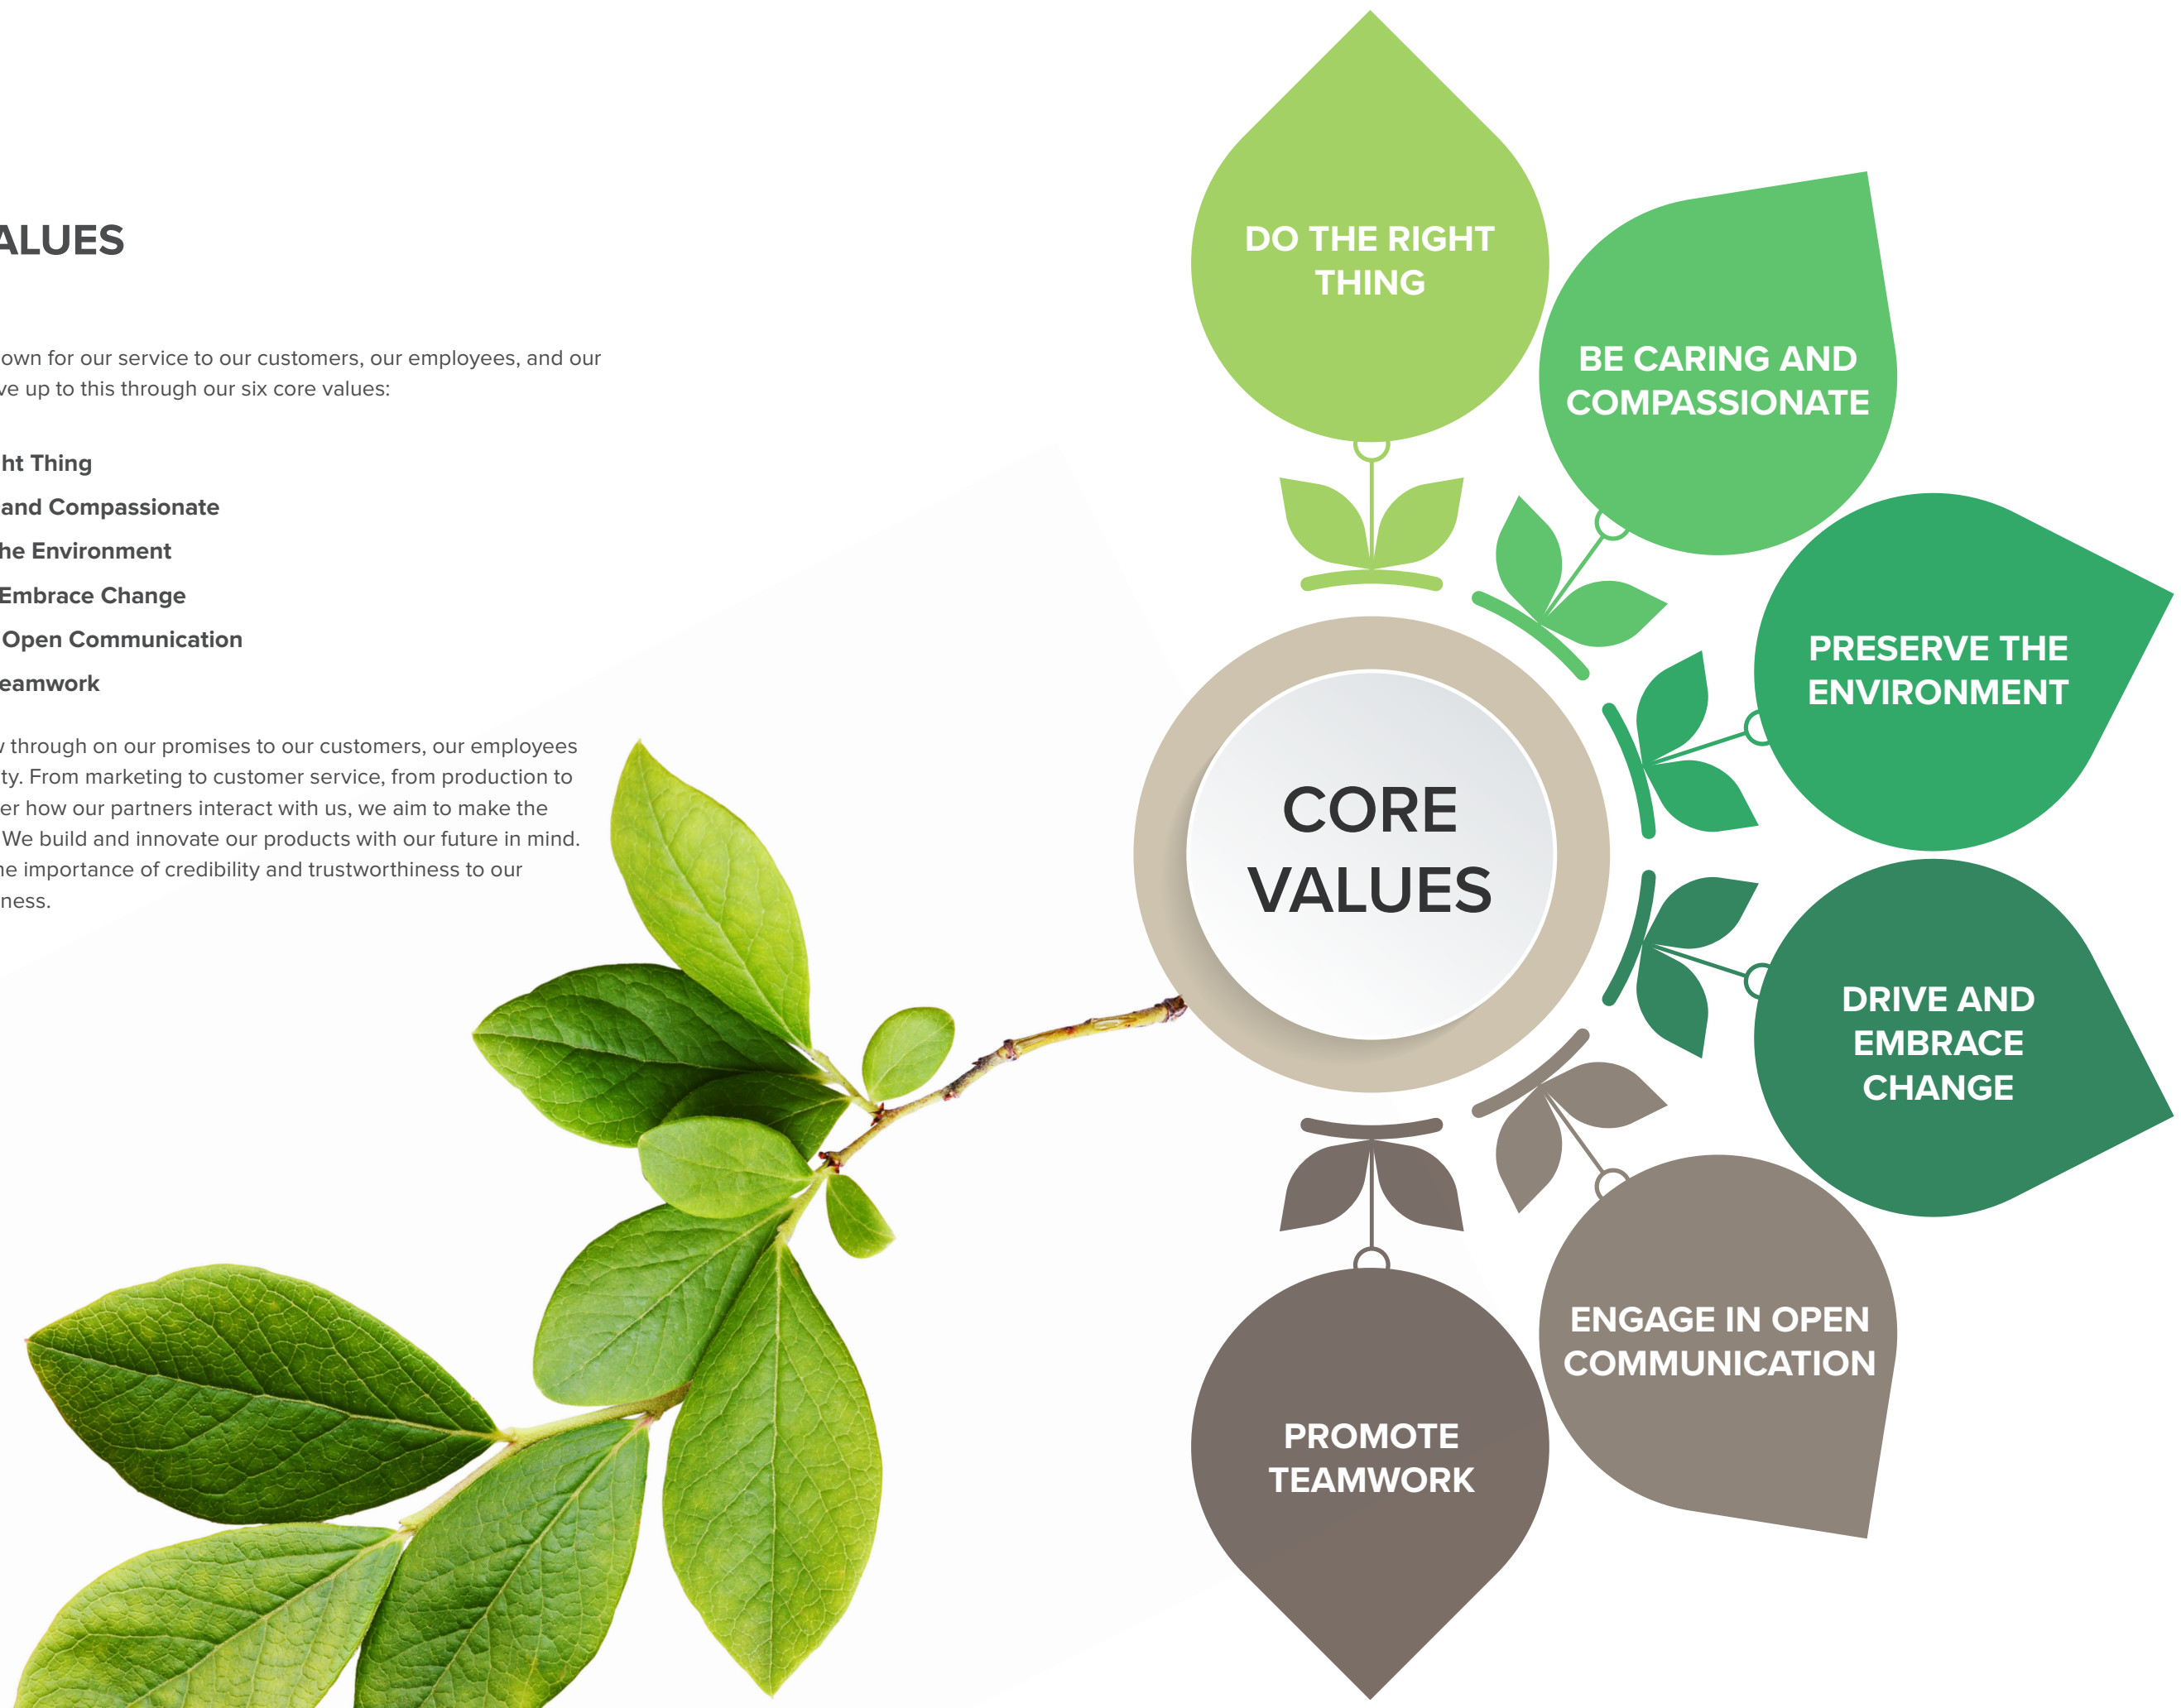 ALUES
own for our service to our customers, our employees, and our
ve up to this through our six core values:
ht Thing
and Compassionate
he Environment
Embrace Change
Open Communication
eamwork
through on our promises to our customers, our employees
ty. From marketing to customer service, from production to
er how our partners interact with us, we aim to make the
We build and innovate our products with our future in mind.
he importance of credibility and trustworthiness to our
ness.
DO THE RIGHT
THING
BE CARING AND
COMPASSIONATE
PRESERVE THE
ENVIRONMENT
CORE
VALUES
DRIVE AND
EMBRACE
CHANGE
ENGAGE IN OPEN
COMMUNICATION
PROMOTE
TEAMWORK